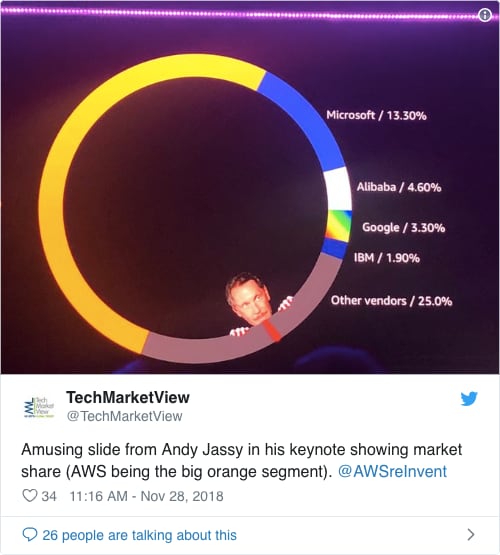 Microsoft / 13.30%
Alibaba / 4.60%
Google / 3.30%
IBM / 1.90%
Other vendors / 25.0%
TechMarketView
@TechMarketView
Amusing slide from Andy Jassy in his keynote showing market
share (AWS being the big orange segment). @AWSreInvent
34 11:16 AM - Nov 28, 2018
26 people are talking about this